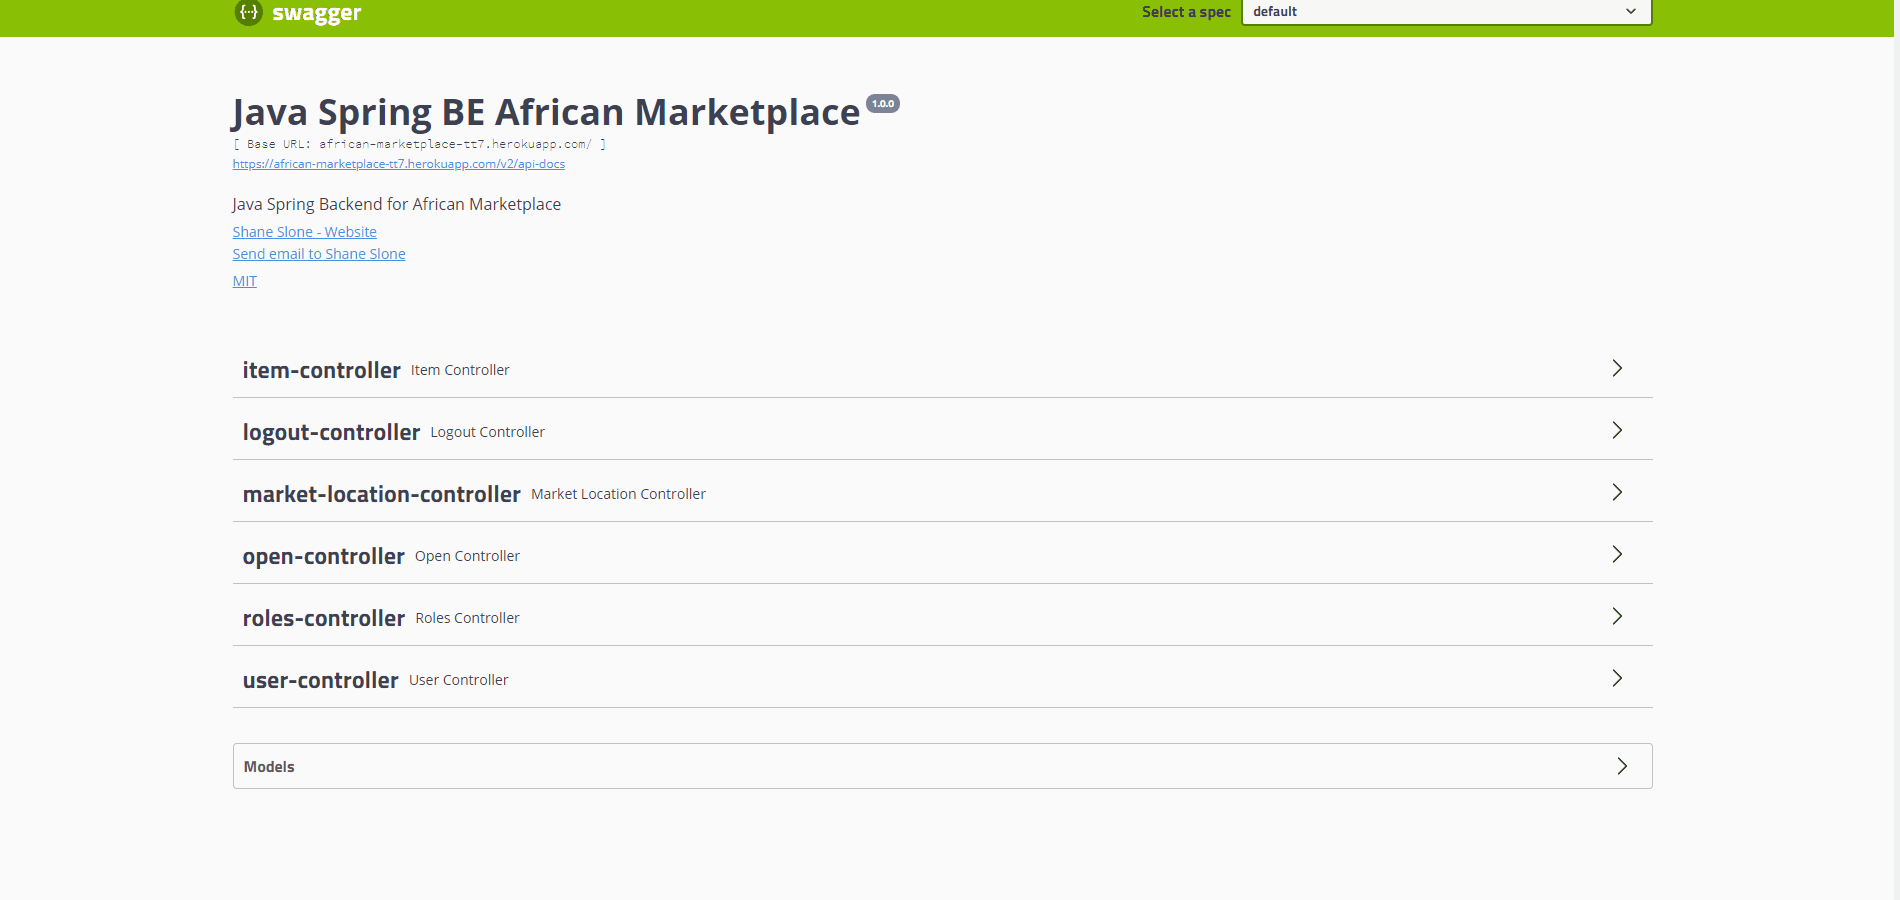 {···} swagger
Select a spec default
Java Spring BE African Marketplace 1.0.0
[ Base URL: african-marketplace-tt7.herokuapp.com/ ]
https://african-marketplace-tt7.herokuapp.com/v2/api-docs
Java Spring Backend for African Marketplace
Shane Slone - Website
Send email to Shane Slone
MIT
item-controller Item Controller
logout-controller Logout Controller
market-location-controller Market Location Controller
open-controller Open Controller
roles-controller Roles Controller
user-controller User Controller
Models